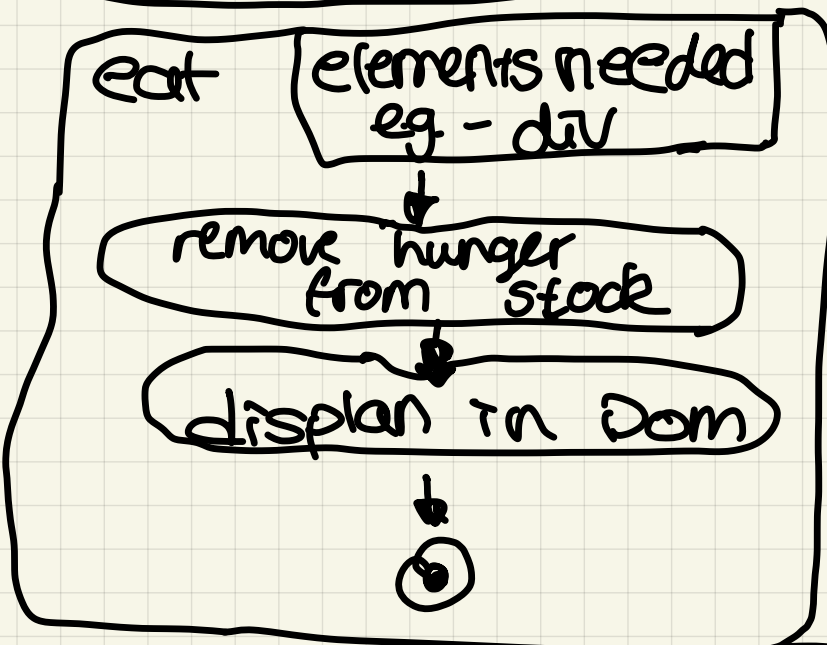 eat
elements needed
eg - div
remove hunger
from stock
displan in Dom